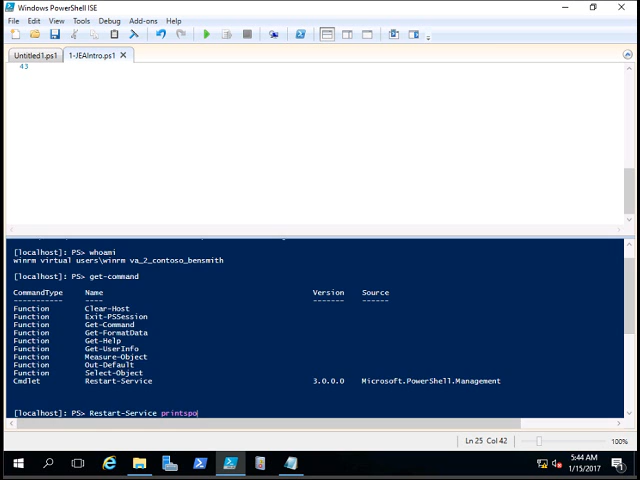 Windows PowerShell ISE
File Edit View Tools Debug Add-ons Help
Untitled1.ps1 1-JEAIntro.ps1
43
[localhost]: PS> whoami
winrm virtual users\winrm va_2_contoso_bensmith
[localhost]: PS> get-command
CommandType Name Version Source
----------- ---- ------- ------
Function Clear-Host
Function Exit-PSSession
Function Get-Command
Function Get-FormatData
Function Get-Help
Function Get-UserInfo
Function Measure-Object
Function Out-Default
Function Select-Object
Cmdlet Restart-Service 3.0.0.0 Microsoft.PowerShell.Management
[localhost]: PS> Restart-Service printspo
Ln 25 Col 42 100%
5:44 AM
1/15/2017
1